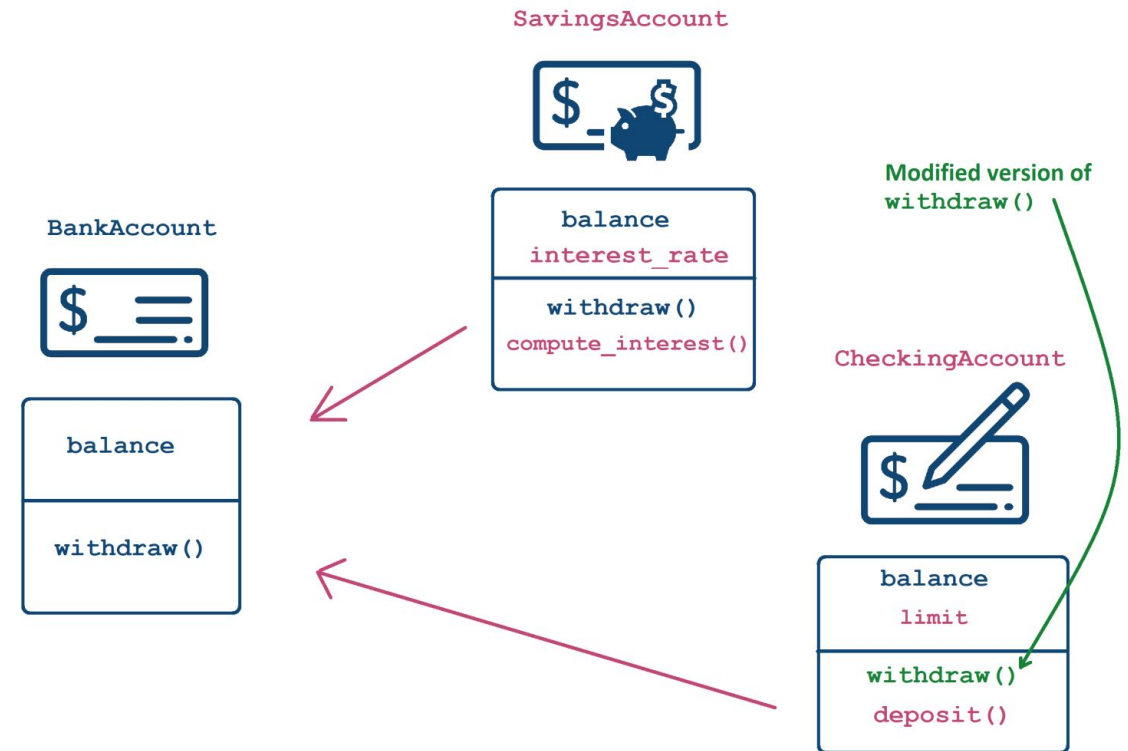 BankAccount
$
balance
withdraw()
SavingsAccount
$
$
balance
interest_rate
withdraw()
compute_interest()
Modified version of
withdraw()
CheckingAccount
$
balance
limit
withdraw()
deposit()